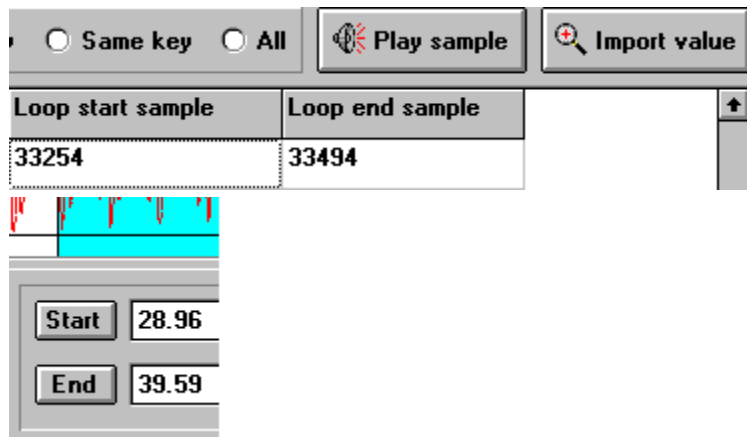 Same key All Play sample Import value
Loop start sample Loop end sample
33254 33494
Start 28.96
End 39.59